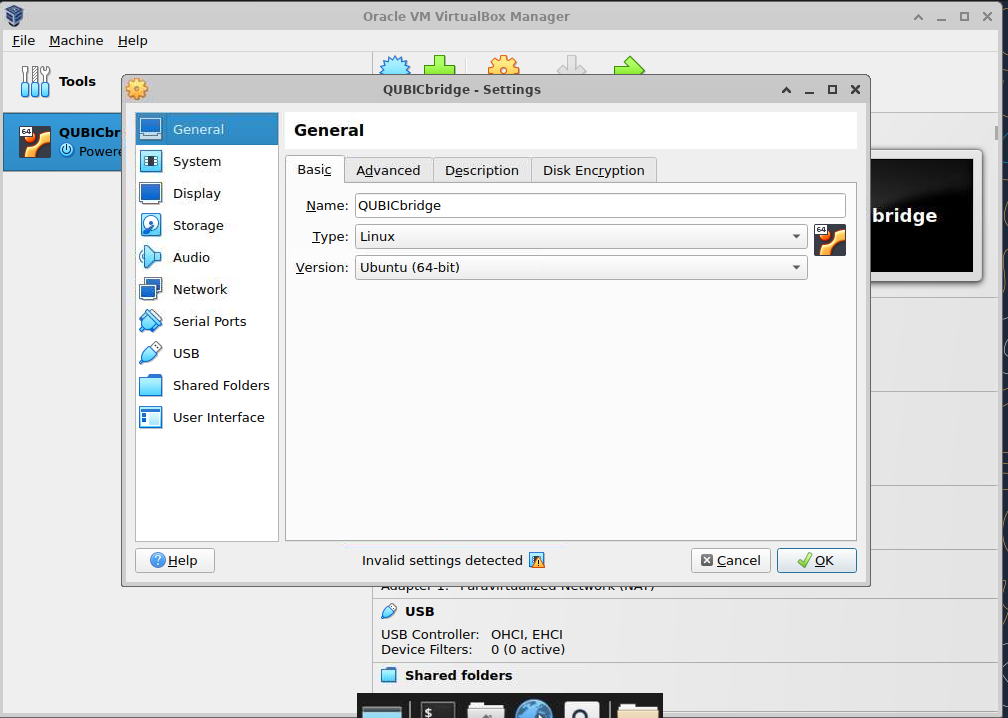 Oracle VM VirtualBox Manager
File Machine Help
Tools
QUBICbridge - Settings
64
QUBICbr
Powere
General
System
Display
Storage
Audio
Network
Serial Ports
USB
Shared Folders
User Interface
General
Basic Advanced Description Disk Encryption
Name: QUBICbridge
Type: Linux
64
Version: Ubuntu (64-bit)
bridge
Help
Invalid settings detected
Cancel
OK
Adapter 1: Paravirtualized Network (NAT)
USB
USB Controller: OHCI, EHCI
Device Filters: 0 (0 active)
Shared folders
$